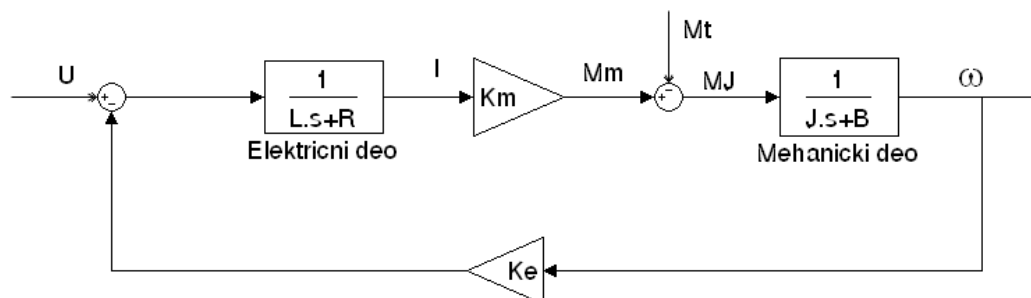 Mt
U
+
-
1
L.s+R
Elektricni deo
I
Km
Mm
+
-
MJ
1
J.s+B
Mehanicki deo
ω
Ke